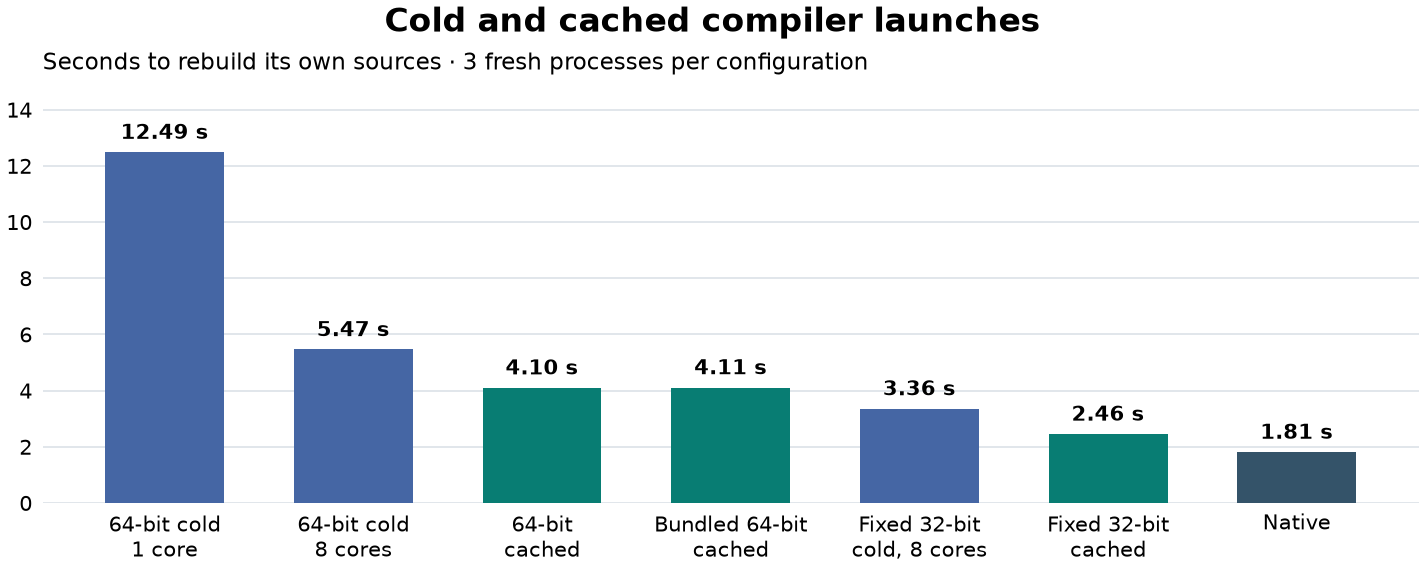 Cold and cached compiler launches
Seconds to rebuild its own sources · 3 fresh processes per configuration
14
12
10
8
6
4
2
0
12.49 s
5.47 s
4.10 s
4.11 s
3.36 s
2.46 s
1.81 s
64-bit cold
1 core
64-bit cold
8 cores
64-bit
cached
Bundled 64-bit
cached
Fixed 32-bit
cold, 8 cores
Fixed 32-bit
cached
Native